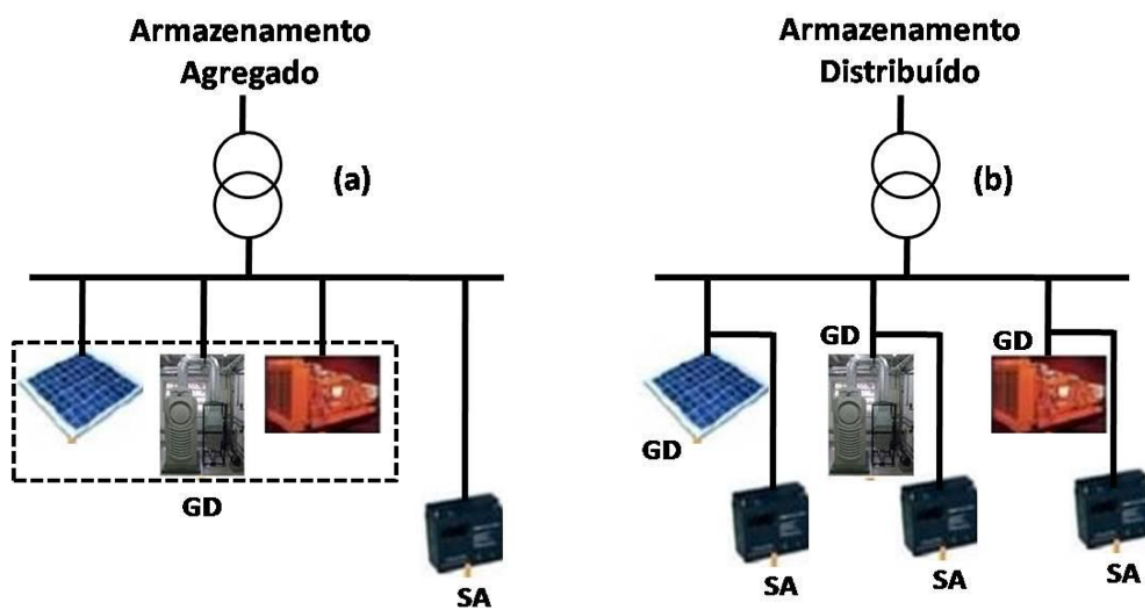 Armazenamento
Agregado
(a)
GD
SA
Armazenamento
Distribuído
(b)
GD
GD
GD
SA
SA
SA